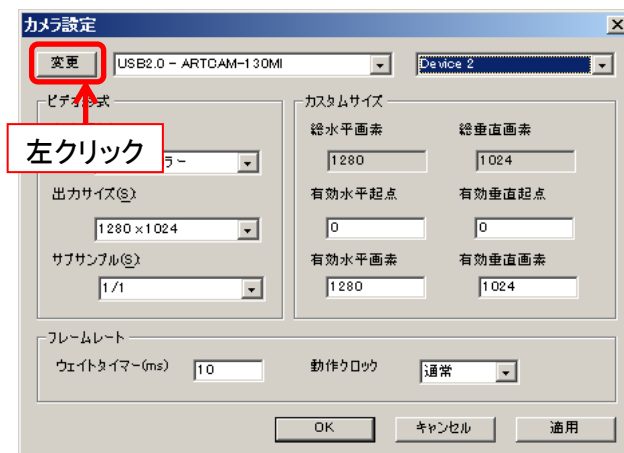 カメラ設定
変更 USB2.0 - ARTCAM-130MI Device 2
ビデオ形式 カスタムサイズ
左クリック
総水平画素 総垂直画素
ラー 1280 1024
出力サイズ(S): 有効水平起点 有効垂直起点
1280×1024 0 0
サブサンプル(S): 有効水平画素 有効垂直画素
1/1 1280 1024
フレームレート
ウェイトタイマー(ms) 10 動作クロック 通常
OK キャンセル 適用